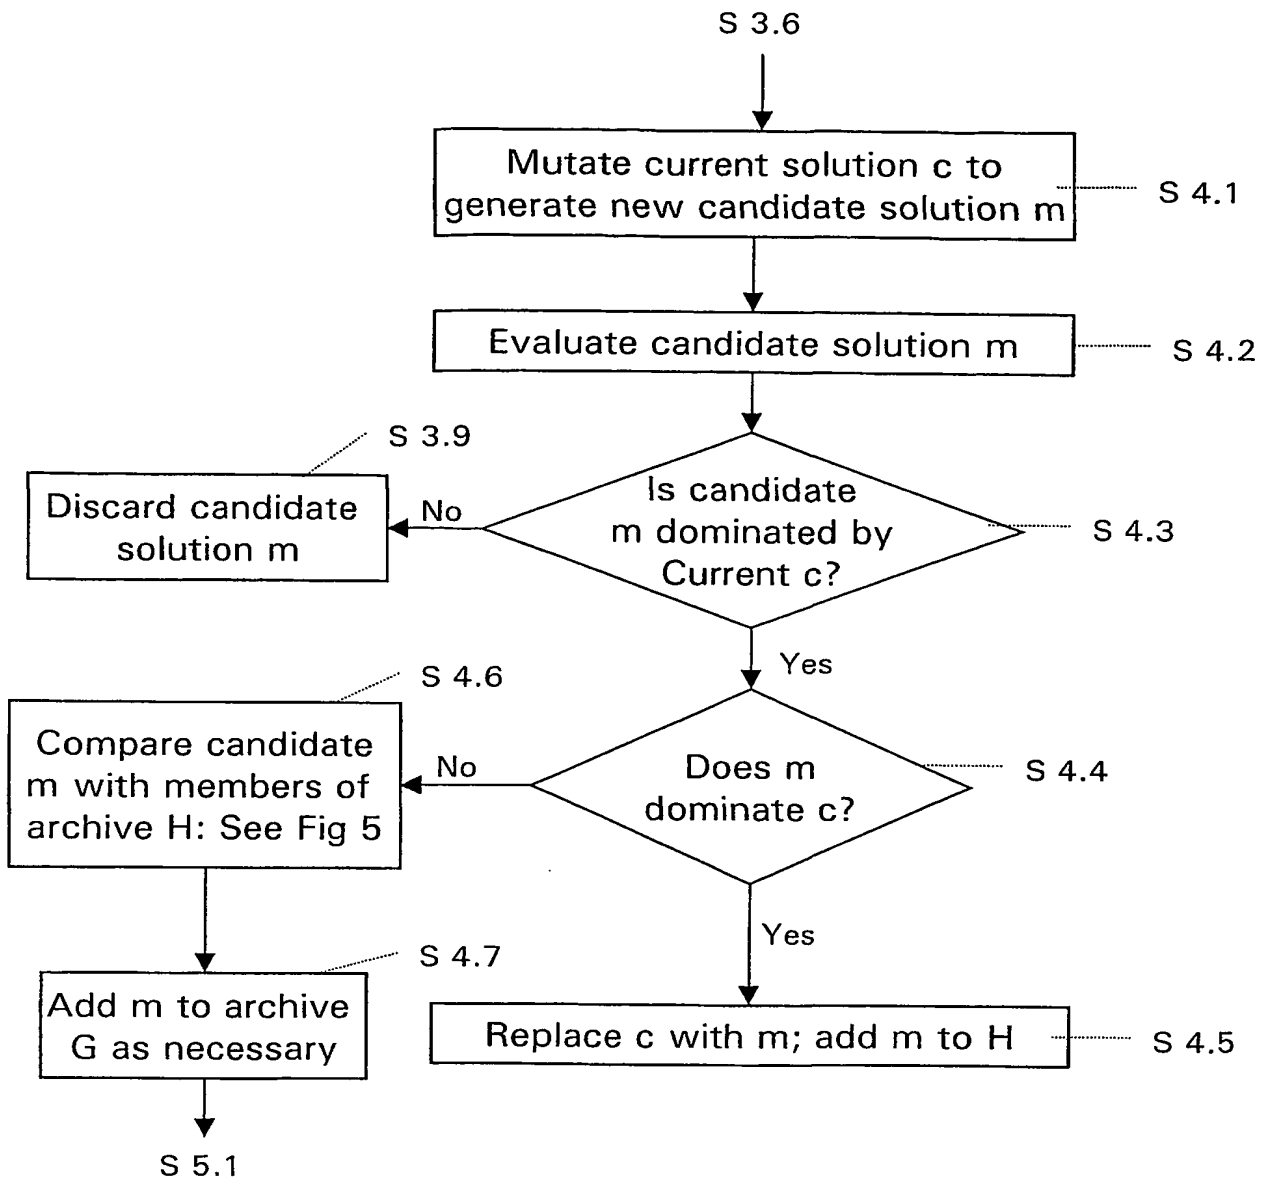 S 3.6
Mutate current solution c to
generate new candidate solution m
S 4.1
Evaluate candidate solution m
S 4.2
S 3.9
Discard candidate
solution m
No
Is candidate
m dominated by
Current c?
S 4.3
Yes
S 4.6
Compare candidate
m with members of
archive H: See Fig 5
No
Does m
dominate c?
S 4.4
Yes
S 4.7
Add m to archive
G as necessary
Replace c with m; add m to H
S 4.5
S 5.1